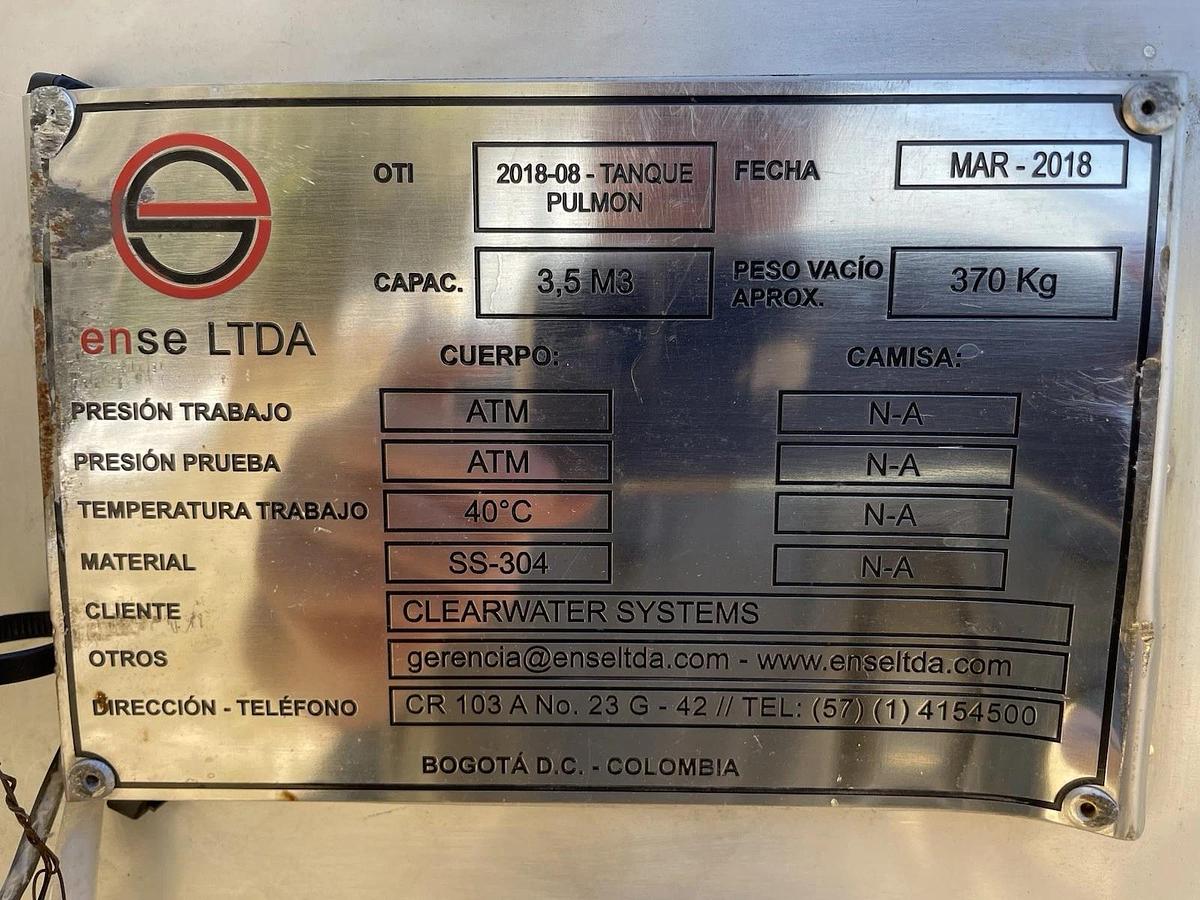 OTI 2018-08 - TANQUE PULMON FECHA MAR - 2018
CAPAC. 3,5 M3 PESO VACÍO APROX. 370 Kg
ense LTDA
CUERPO: CAMISA:
PRESIÓN TRABAJO ATM N-A
PRESIÓN PRUEBA ATM N-A
TEMPERATURA TRABAJO 40°C N-A
MATERIAL SS-304 N-A
CLIENTE CLEARWATER SYSTEMS
OTROS gerencia@enseltda.com - www.enseltda.com
DIRECCIÓN - TELÉFONO CR 103 A No. 23 G - 42 // TEL: (57) (1) 4154500
BOGOTÁ D.C. - COLOMBIA